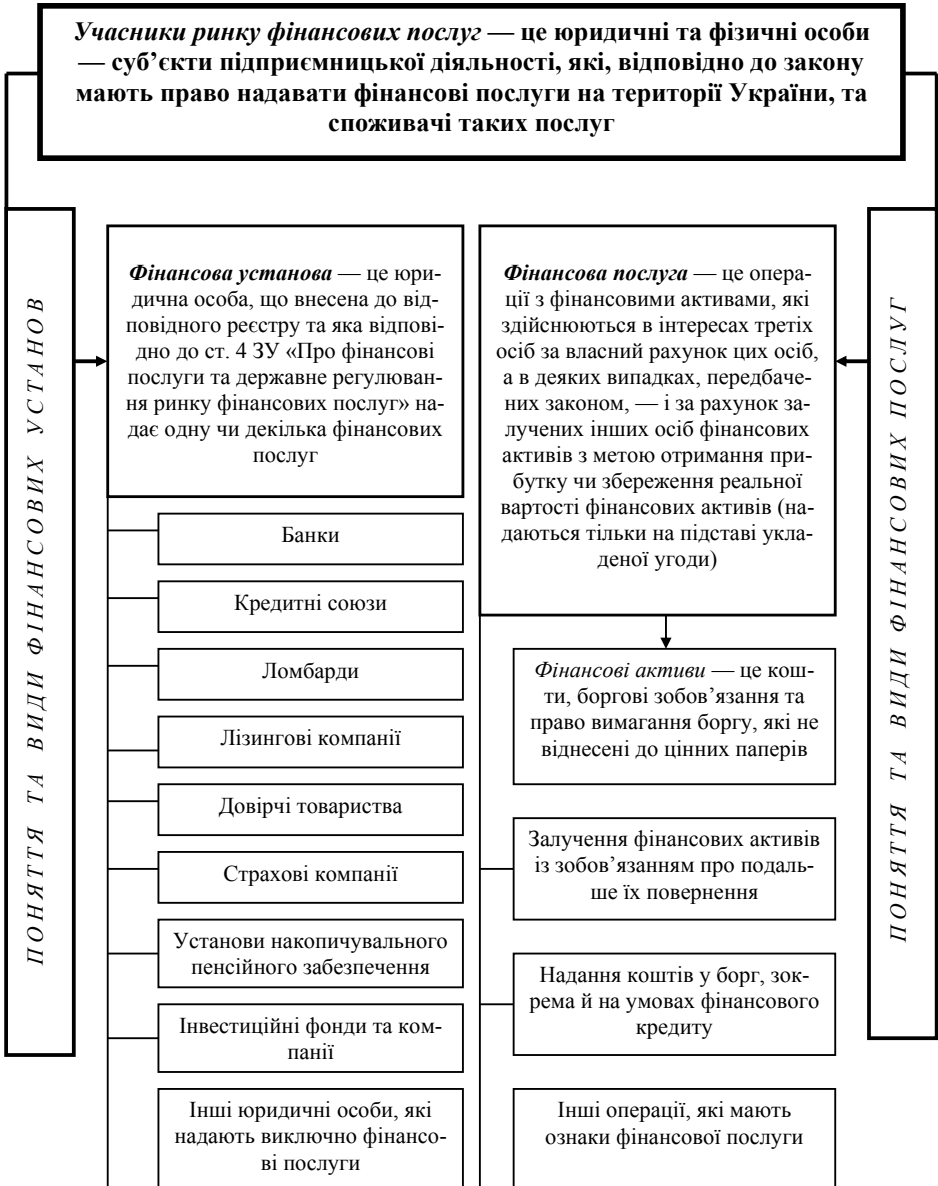 Учасники ринку фінансових послуг — це юридичні та фізичні особи
— суб’єкти підприємницької діяльності, які, відповідно до закону
мають право надавати фінансові послуги на території України, та
споживачі таких послуг
ПОНЯТТЯ ТА ВИДИ ФІНАНСОВИХ УСТАНОВ
Фінансова установа — це юри-
дична особа, що внесена до від-
повідного реєстру та яка відпові-
дно до ст. 4 ЗУ «Про фінансові
послуги та державне регулюван-
ня ринку фінансових послуг» на-
дає одну чи декілька фінансових
послуг
Банки
Кредитні союзи
Ломбарди
Лізингові компанії
Довірчі товариства
Страхові компанії
Установи накопичувального
пенсійного забезпечення
Інвестиційні фонди та ком-
панії
Інші юридичні особи, які
надають виключно фінансо-
ві послуги
Фінансова послуга — це опера-
ції з фінансовими активами, які
здійснюються в інтересах третіх
осіб за власний рахунок цих осіб,
а в деяких випадках, передбаче-
них законом, — і за рахунок за-
лучених інших осіб фінансових
активів з метою отримання при-
бутку чи збереження реальної
вартості фінансових активів (на-
даються тільки на підставі укла-
деної угоди)
Фінансові активи — це кош-
ти, боргові зобов’язання та
право вимагання боргу, які не
віднесені до цінних паперів
Залучення фінансових активів
із зобов’язанням про подаль-
ше їх повернення
Надання коштів у борг, зок-
рема й на умовах фінансового
кредиту
Інші операції, які мають
ознаки фінансової послуги
ПОНЯТТЯ ТА ВИДИ ФІНАНСОВИХ ПОСЛУГ